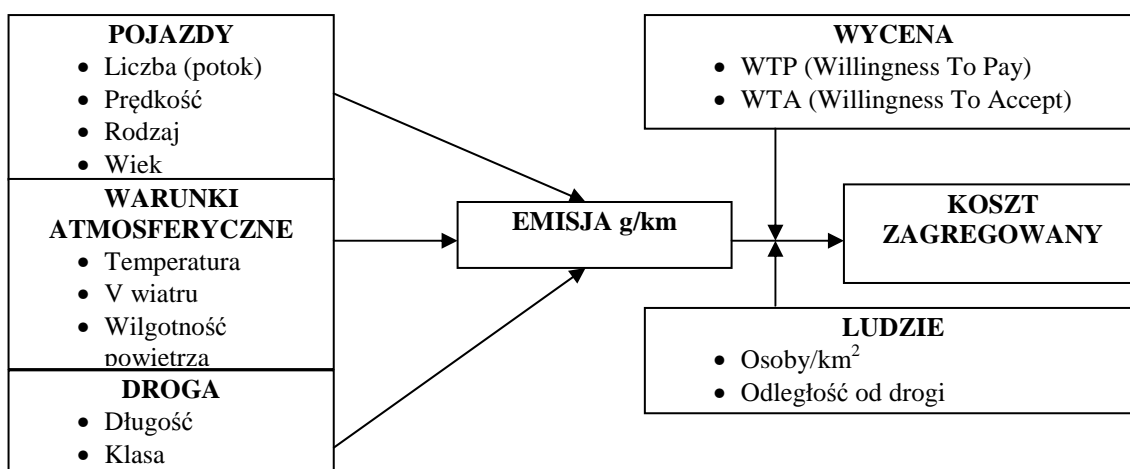 POJAZDY
• Liczba (potok)
• Prędkość
• Rodzaj
• Wiek
WARUNKI
ATMOSFERYCZNE
• Temperatura
• V wiatru
• Wilgotność
powietrza
DROGA
• Długość
• Klasa
EMISJA g/km
WYCENA
• WTP (Willingness To Pay)
• WTA (Willingness To Accept)
KOSZT
ZAGREGOWANY
LUDZIE
• Osoby/km²
• Odległość od drogi